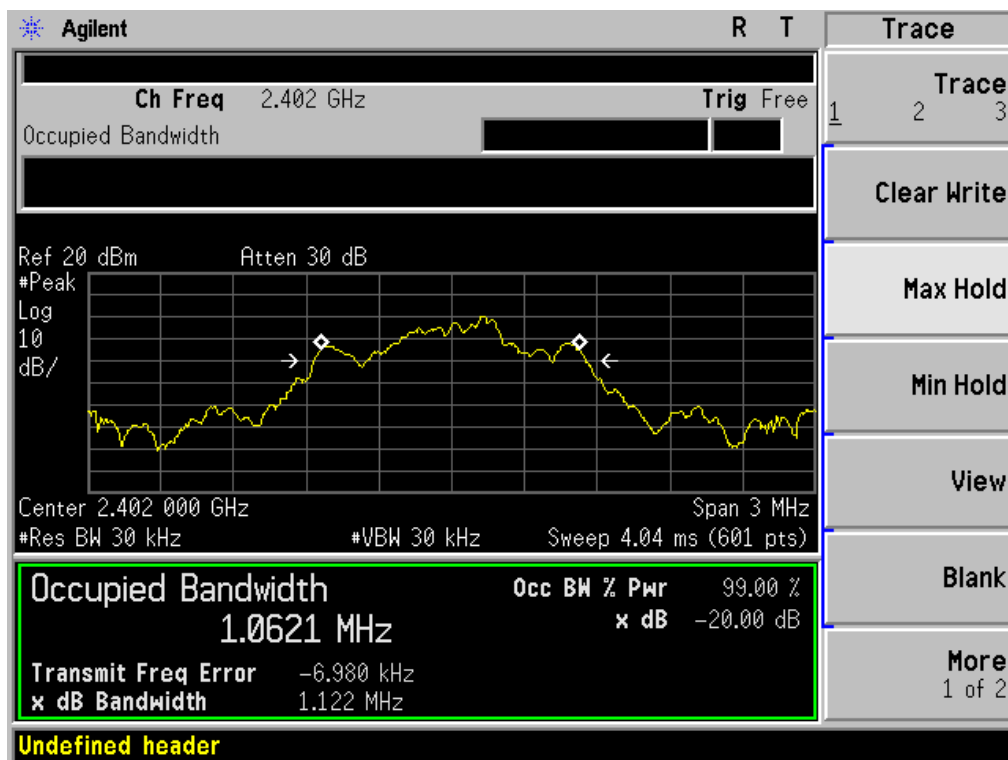 Agilent R T Trace
Ch Freq 2.402 GHz Trig Free
Occupied Bandwidth
Ref 20 dBm Atten 30 dB
#Peak
Log
10
dB/
Center 2.402 000 GHz Span 3 MHz
#Res BW 30 kHz #VBW 30 kHz Sweep 4.04 ms (601 pts)
Occupied Bandwidth Occ BW % Pwr 99.00 %
1.0621 MHz x dB -20.00 dB
Transmit Freq Error -6.980 kHz
x dB Bandwidth 1.122 MHz
Undefined header
Trace
1 2 3
Clear Write
Max Hold
Min Hold
View
Blank
More
1 of 2